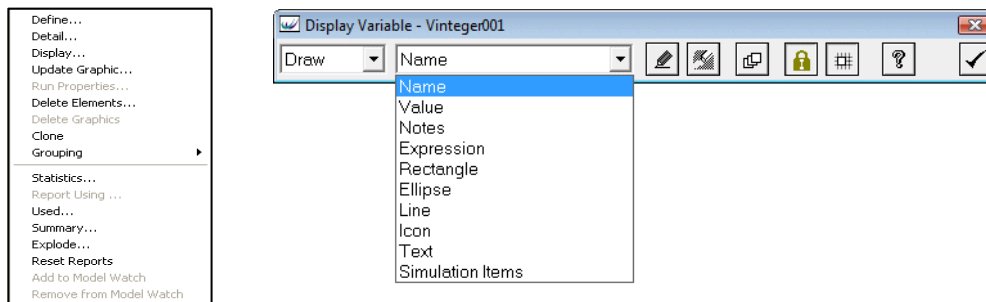 Define...
Detail...
Display...
Update Graphic...
Run Properties...
Delete Elements...
Delete Graphics
Clone
Grouping
Statistics...
Report Using ...
Used...
Summary...
Explode...
Reset Reports
Add to Model Watch
Remove from Model Watch
Display Variable - Vinteger001
Draw
Name
Name
Value
Notes
Expression
Rectangle
Ellipse
Line
Icon
Text
Simulation Items